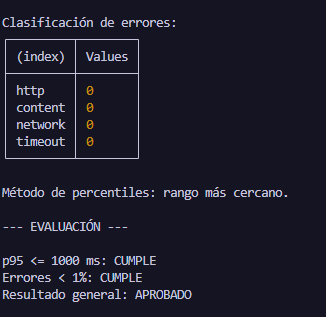 Clasificación de errores:
(index) Values
http 0
content 0
network 0
timeout 0
Método de percentiles: rango más cercano.
--- EVALUACIÓN ---
p95 <= 1000 ms: CUMPLE
Errores < 1%: CUMPLE
Resultado general: APROBADO